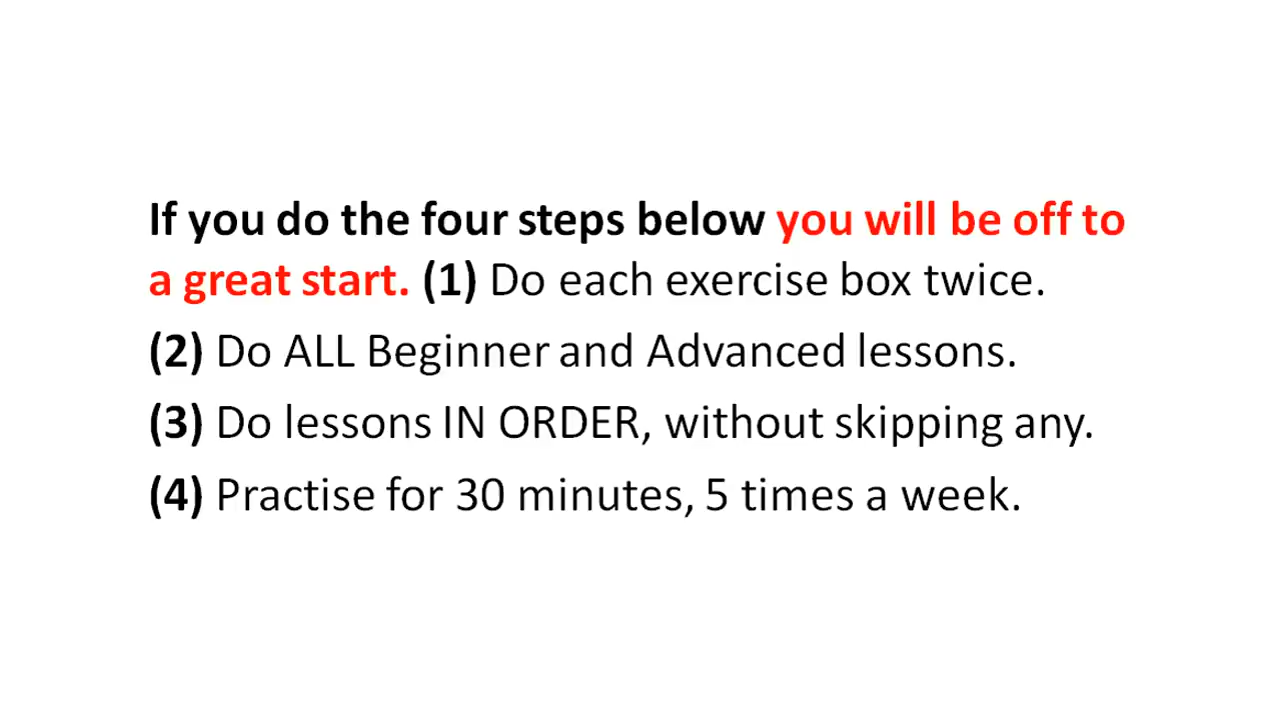 If you do the four steps below you will be off to
a great start. (1) Do each exercise box twice.
(2) Do ALL Beginner and Advanced lessons.
(3) Do lessons IN ORDER, without skipping any.
(4) Practise for 30 minutes, 5 times a week.